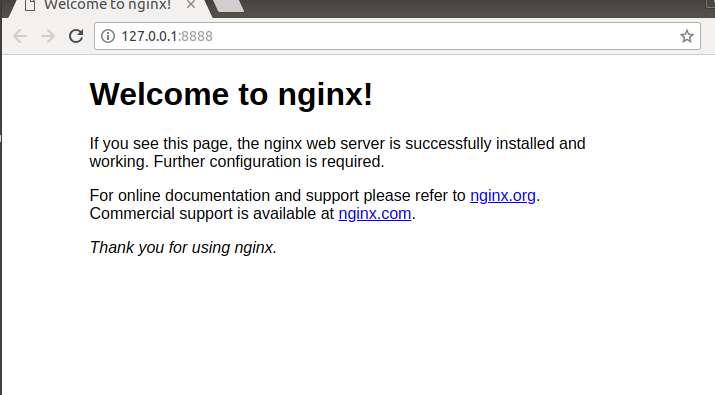 Welcome to nginx!
127.0.0.1:8888
Welcome to nginx!
If you see this page, the nginx web server is successfully installed and
working. Further configuration is required.
For online documentation and support please refer to nginx.org.
Commercial support is available at nginx.com.
Thank you for using nginx.